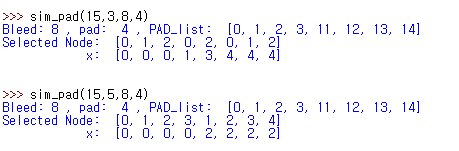 >>> sim_pad(15,3,8,4)
Bleed: 8 , pad:  4 , PAD_list:  [0, 1, 2, 3, 11, 12, 13, 14]
Selected Node:  [0, 1, 2, 0, 2, 0, 1, 2]
x:  [0, 0, 0, 1, 3, 4, 4, 4]
>>> sim_pad(15,5,8,4)
Bleed: 8 , pad:  4 , PAD_list:  [0, 1, 2, 3, 11, 12, 13, 14]
Selected Node:  [0, 1, 2, 3, 1, 2, 3, 4]
x:  [0, 0, 0, 0, 2, 2, 2, 2]